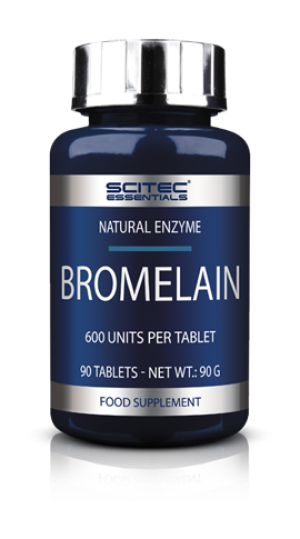 SCITEC
ESSENTIALS
NATURAL ENZYME
BROMELAIN
600 UNITS PER TABLET
90 TABLETS - NET WT.: 90 G
FOOD SUPPLEMENT